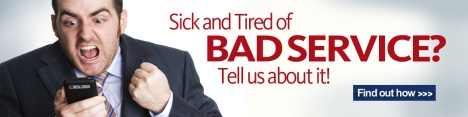 Sick and Tired of
BAD SERVICE?
Tell us about it!
Find out how >>>